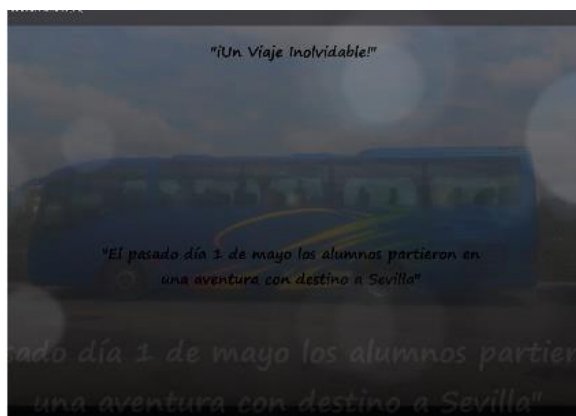 "¡Un Viaje Inolvidable!"
"El pasado día 1 de mayo los alumnos partieron en
una aventura con destino a Sevilla"
ado día 1 de mayo los alumnos partier
una aventura con destino a Sevilla"